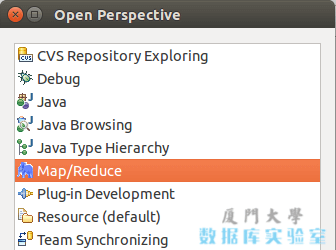 Open Perspective
CVS Repository Exploring
Debug
Java
Java Browsing
Java Type Hierarchy
Map/Reduce
Plug-in Development
Resource (default)
Team Synchronizing
厦门大學
数据库实验室